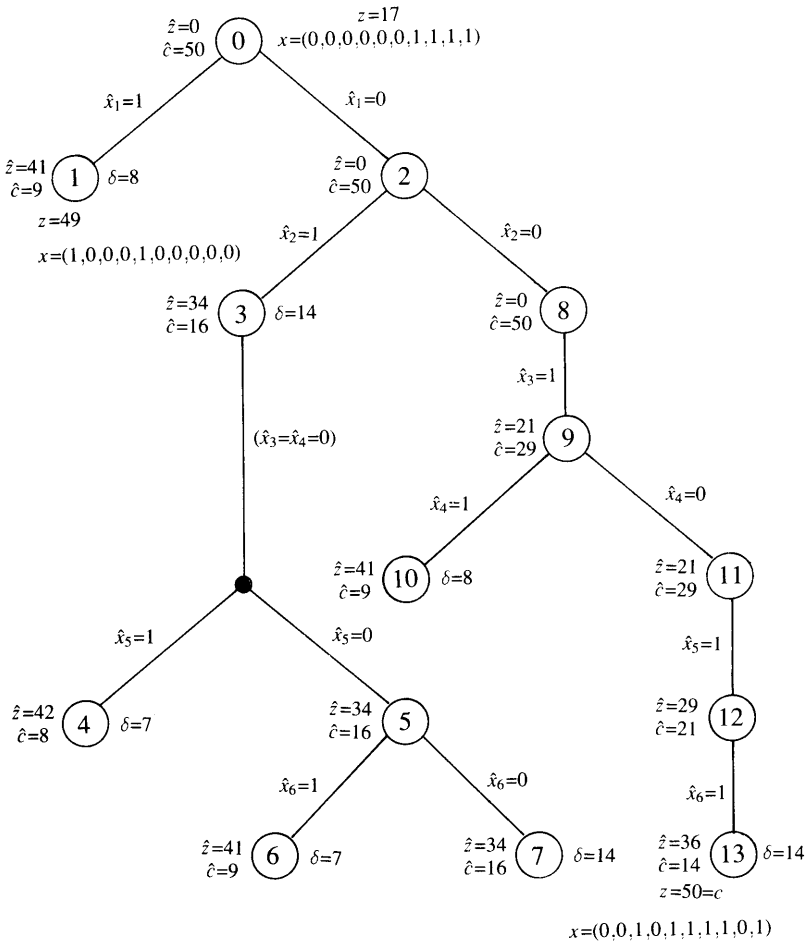 z=17
ẑ=0
ĉ=50
0
x=(0,0,0,0,0,0,1,1,1,1)
x̂₁=1
x̂₁=0
ẑ=41
ĉ=9
1
δ=8
z=49
x=(1,0,0,0,1,0,0,0,0,0)
ẑ=0
ĉ=50
2
x̂₂=1
x̂₂=0
ẑ=34
ĉ=16
3
δ=14
ẑ=0
ĉ=50
8
x̂₃=1
(x̂₃=x̂₄=0)
ẑ=21
ĉ=29
9
x̂₄=1
x̂₄=0
ẑ=41
ĉ=9
10
δ=8
ẑ=21
ĉ=29
11
x̂₅=1
x̂₅=0
x̂₅=1
ẑ=42
ĉ=8
4
δ=7
ẑ=34
ĉ=16
5
ẑ=29
ĉ=21
12
x̂₆=1
x̂₆=0
x̂₆=1
ẑ=41
ĉ=9
6
δ=7
ẑ=34
ĉ=16
7
δ=14
ẑ=36
ĉ=14
13
δ=14
z=50=c
x=(0,0,1,0,1,1,1,1,0,1)